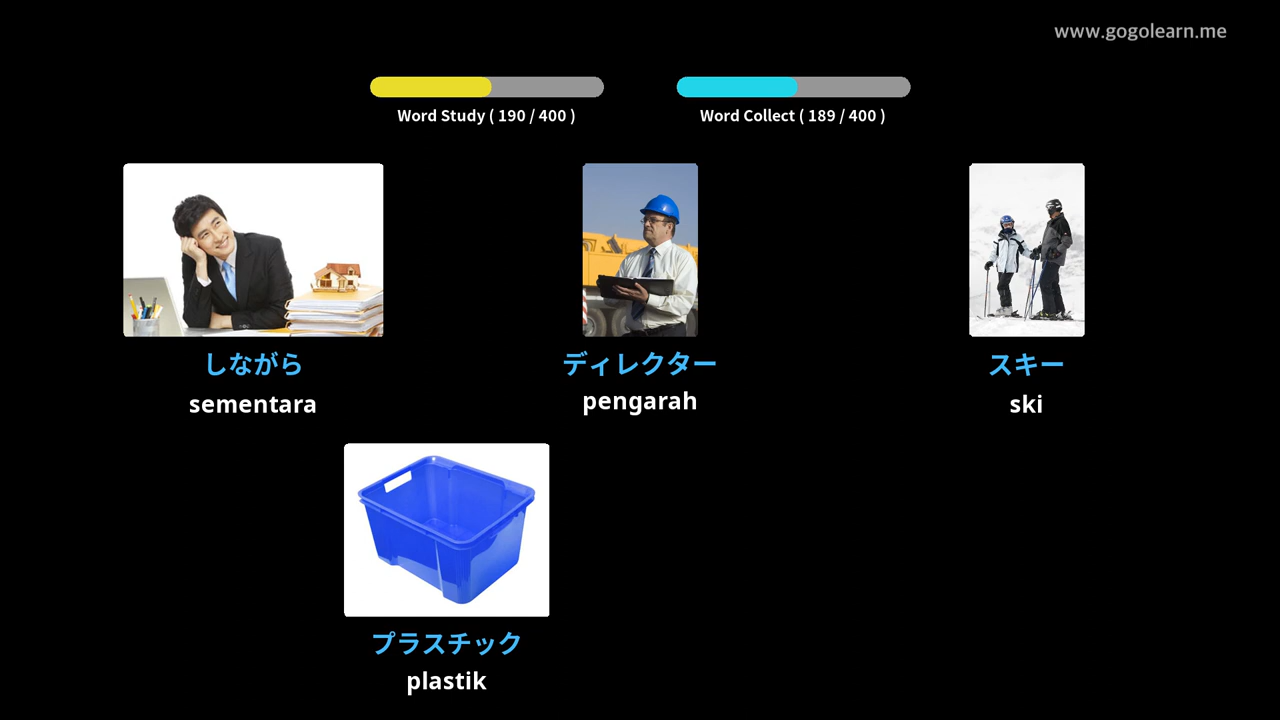 www.gogolearn.me
Word Study ( 190 / 400 )
Word Collect ( 189 / 400 )
しながら
sementara
ディレクター
pengarah
スキー
ski
プラスチック
plastik